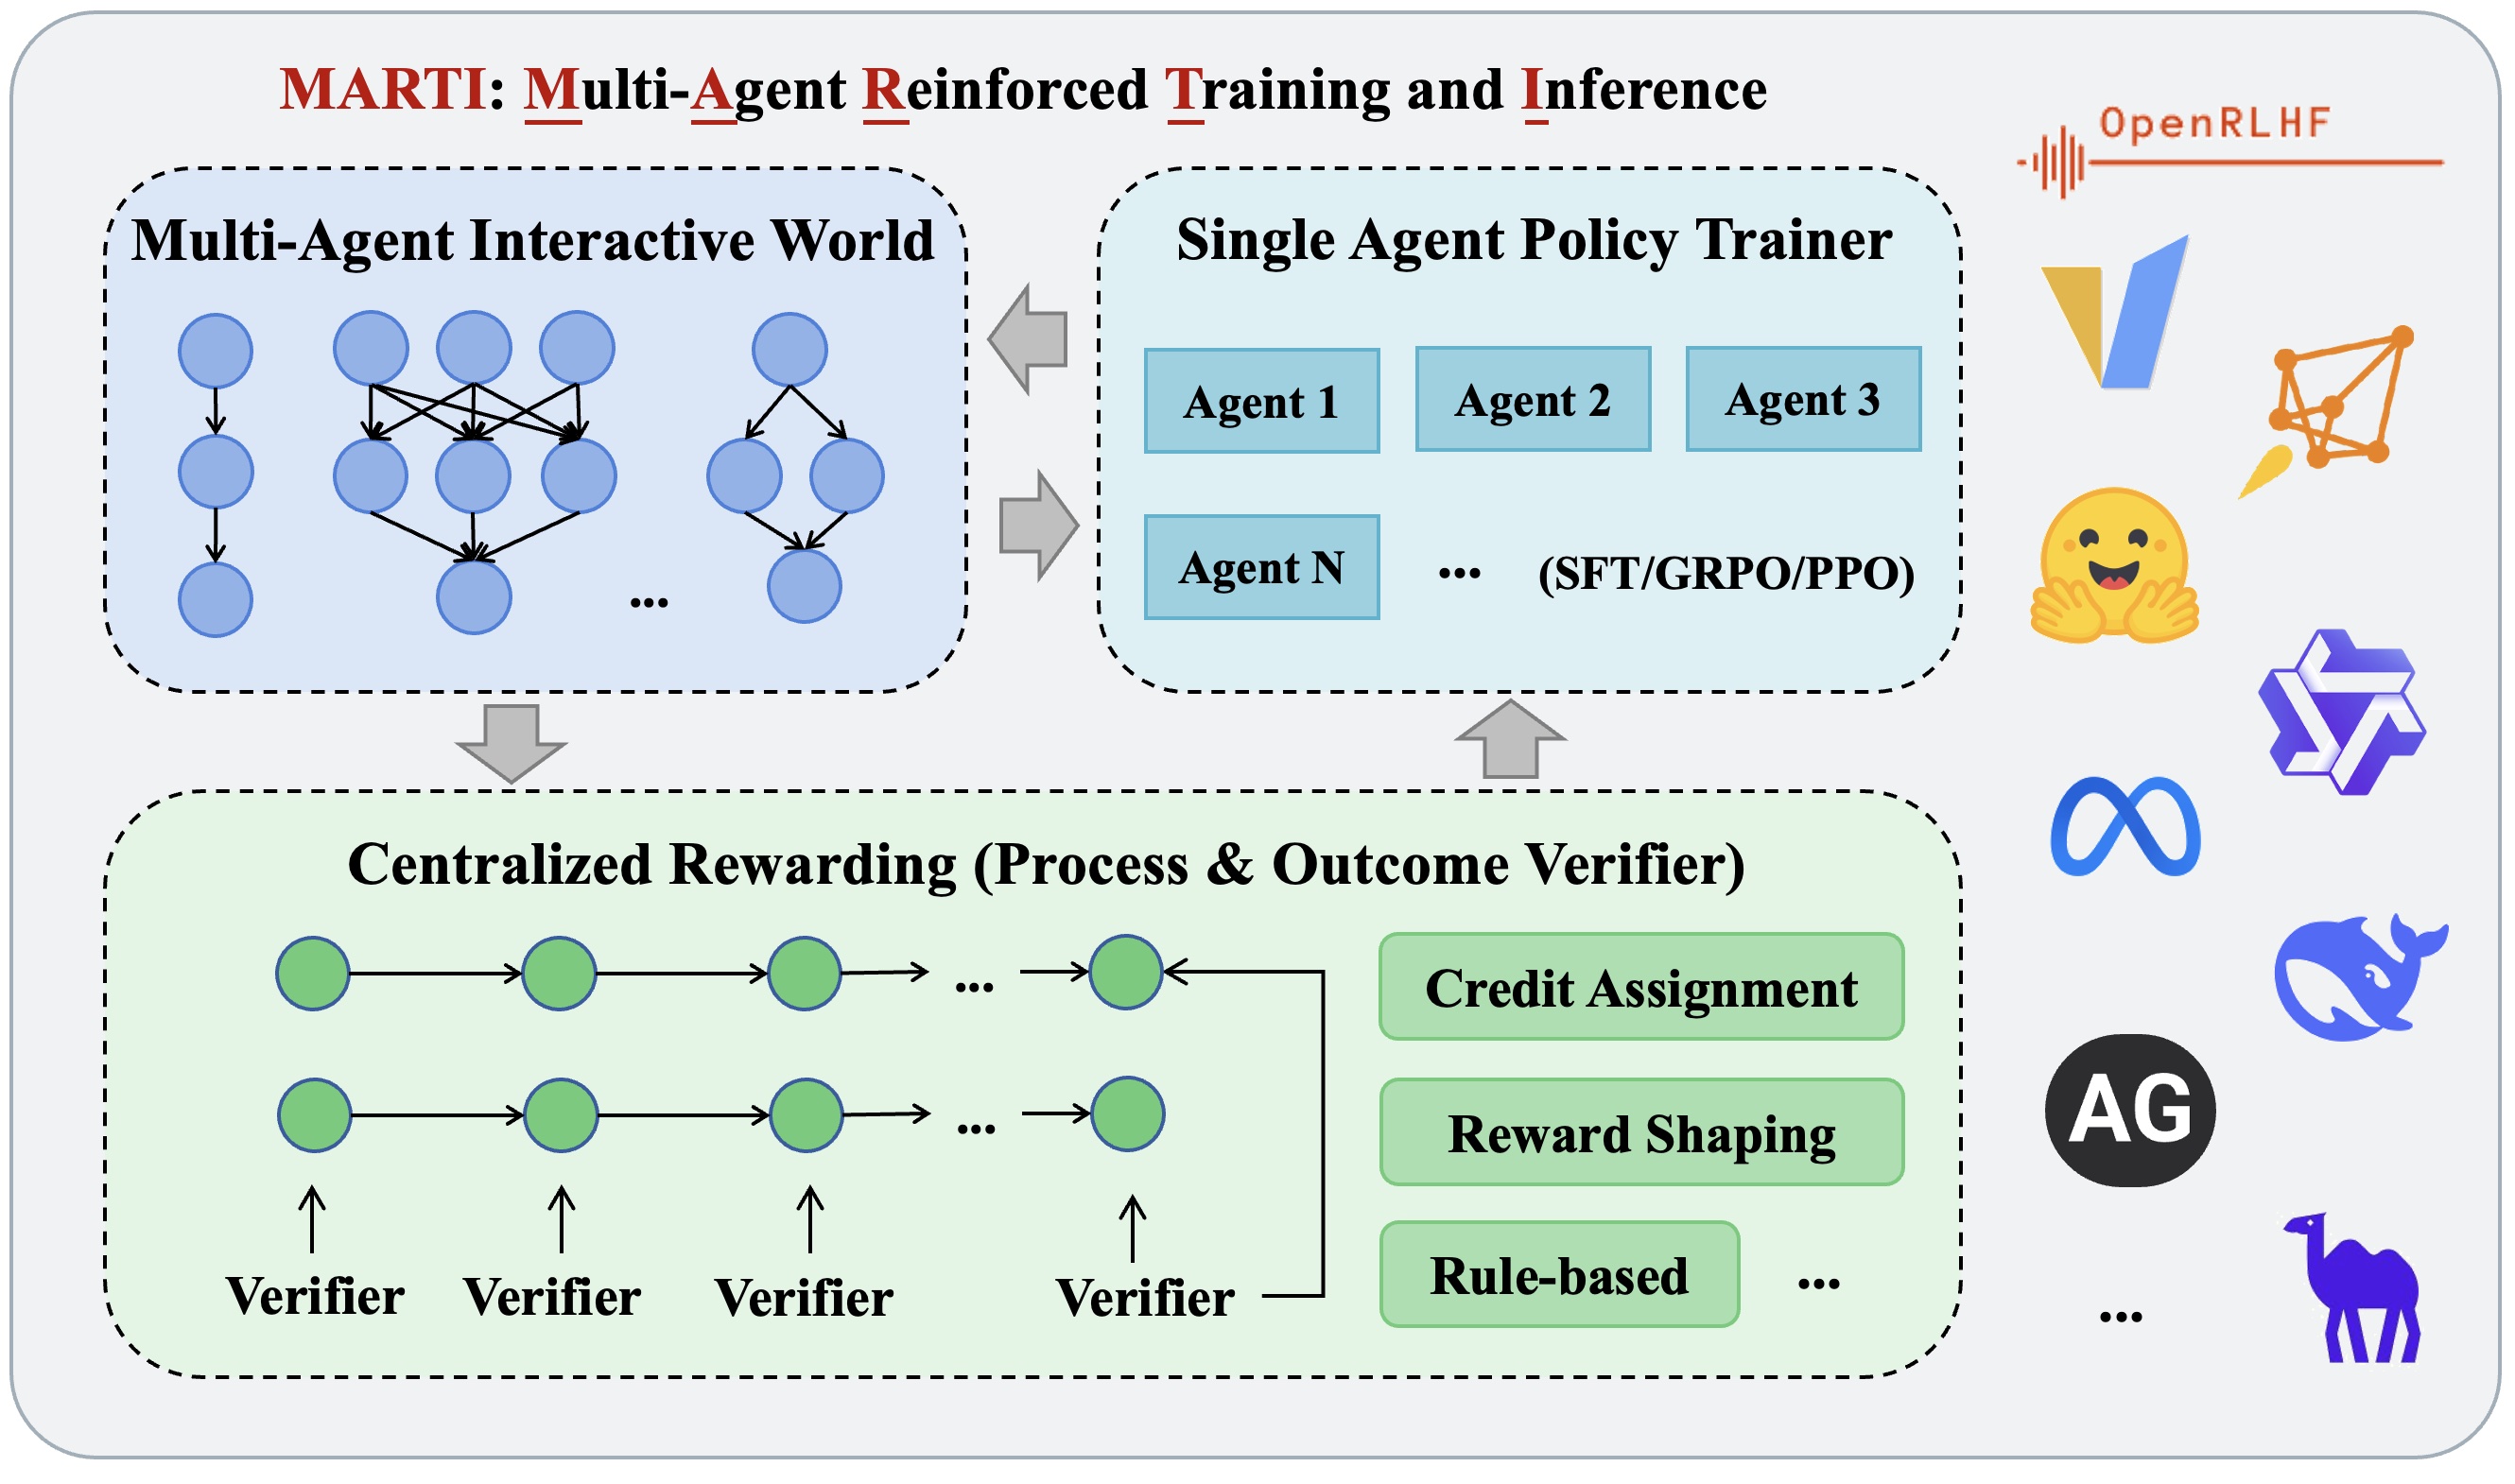 MARTI: Multi-Agent Reinforced Training and Inference
OpenRLHF
Multi-Agent Interactive World
...
Single Agent Policy Trainer
Agent 1
Agent 2
Agent 3
Agent N
...
(SFT/GRPO/PPO)
Centralized Rewarding (Process & Outcome Verifier)
...
...
Verifier
Verifier
Verifier
Verifier
Credit Assignment
Reward Shaping
Rule-based
...
AG
...